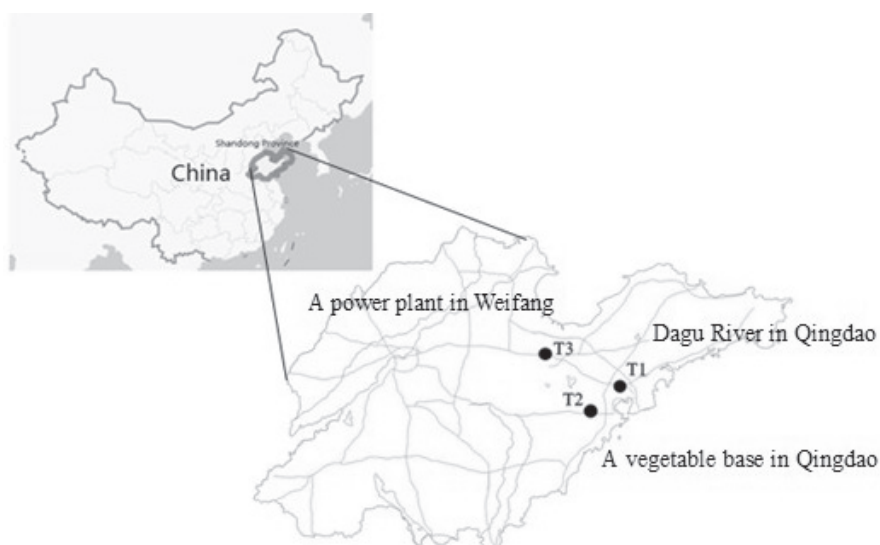 Shandong Province
China
A power plant in Weifang
Dagu River in Qingdao
T3
T1
T2
A vegetable base in Qingdao